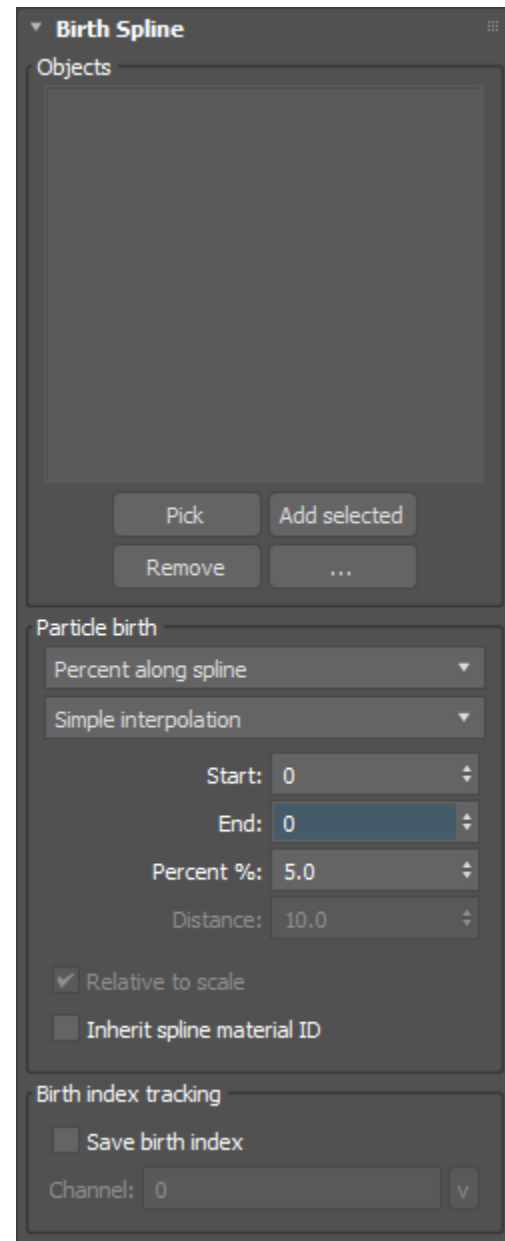 Birth Spline
Objects
Pick Add selected
Remove ...
Particle birth
Percent along spline
Simple interpolation
Start: 0
End: 0
Percent %: 5.0
Distance: 10.0
Relative to scale
Inherit spline material ID
Birth index tracking
Save birth index
Channel: 0 v